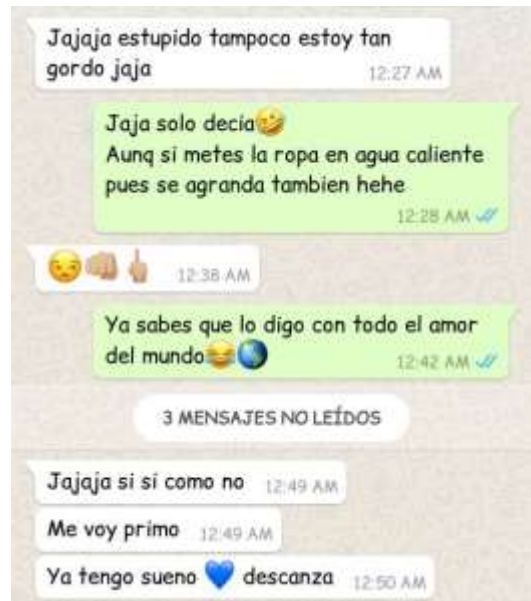 Jajaja estupido tampoco estoy tan
gordo jaja
12:27 AM
Jaja solo decia🤣
Aunq si metes la ropa en agua caliente
pues se agranda tambien hehe
12:28 AM
😒👊🏼🖕🏼 12:38 AM
Ya sabes que lo digo con todo el amor
del mundo😂🌎
12:42 AM
3 MENSAJES NO LEÍDOS
Jajaja si si como no 12:49 AM
Me voy primo 12:49 AM
Ya tengo sueno 💙 descanza 12:50 AM